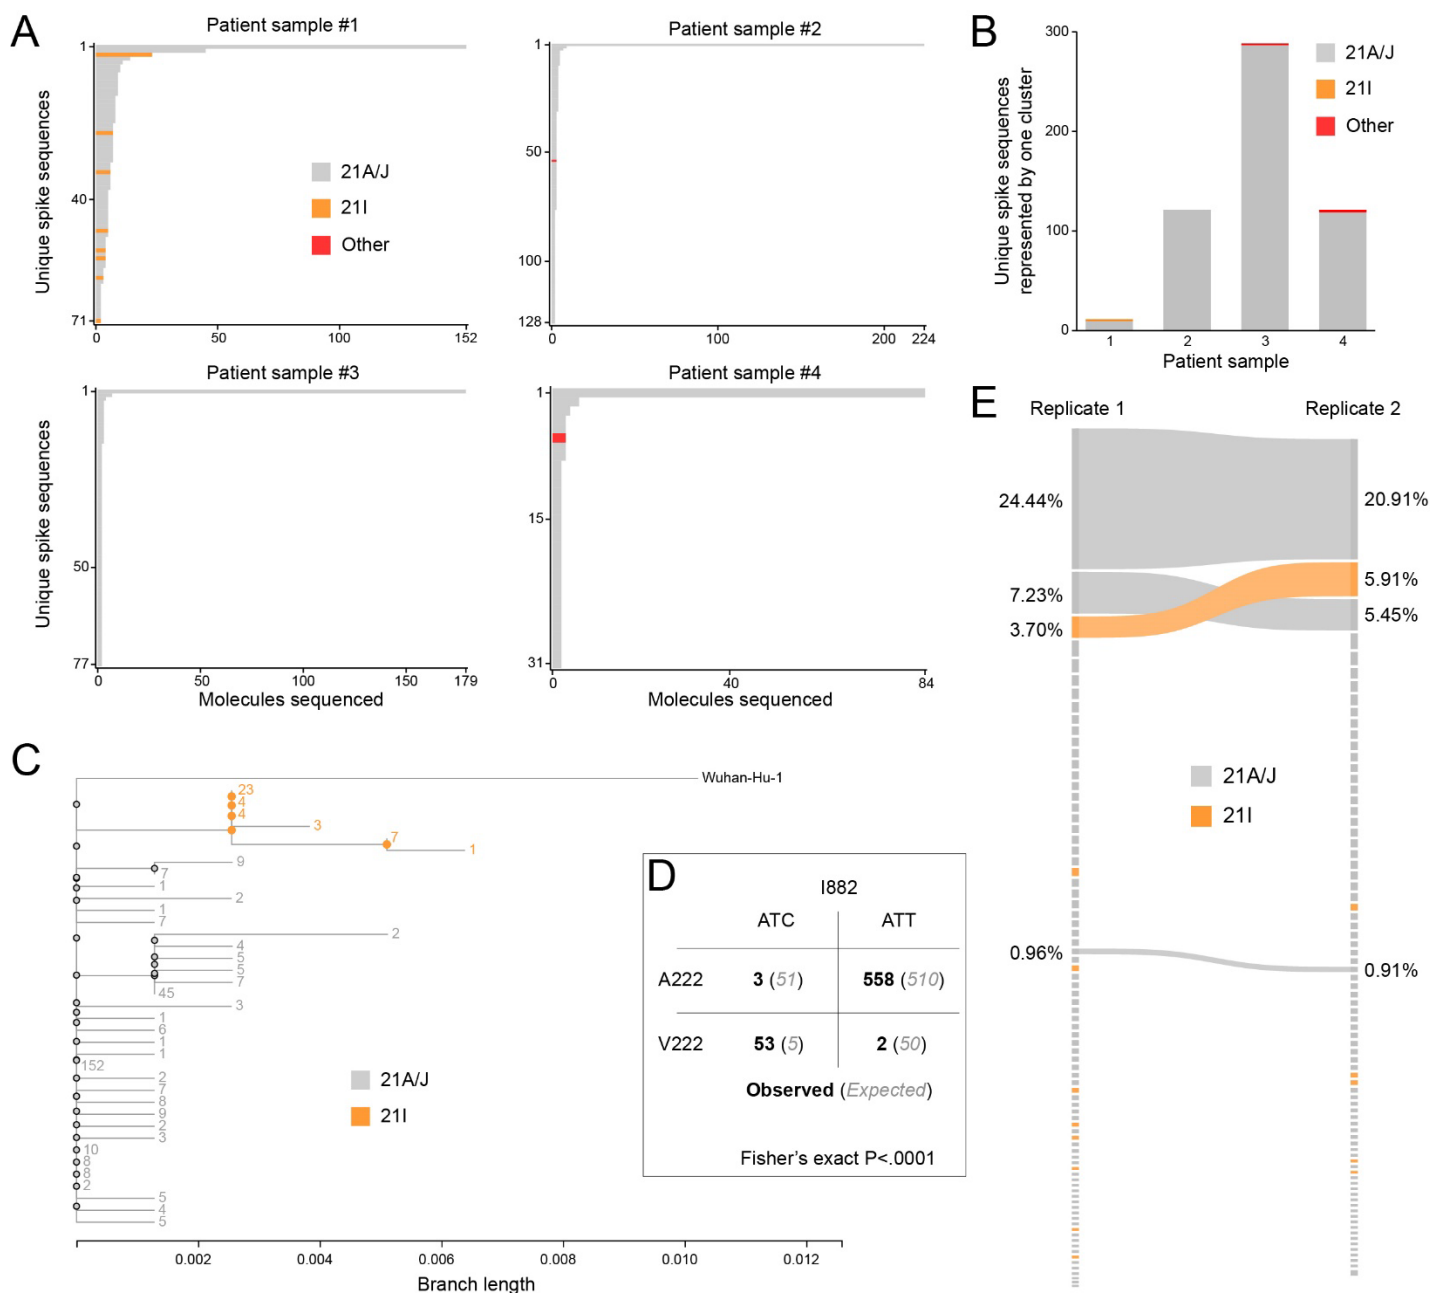 A
Patient sample #1
Unique spike sequences
1
40
71
0
50
100
152
21A/J
21I
Other
Patient sample #2
1
50
100
128
0
100
200
224
Patient sample #3
Unique spike sequences
1
50
77
0
50
100
150
179
Molecules sequenced
Patient sample #4
1
15
31
0
40
84
Molecules sequenced
B
Unique spike sequences
represented by one cluster
300
200
100
0
1
2
3
4
Patient sample
21A/J
21I
Other
C
Wuhan-Hu-1
23
4
4
3
7
1
9
7
1
2
1
7
2
4
5
5
7
45
3
1
6
1
1
152
2
7
8
9
2
3
10
8
8
2
5
4
5
21A/J
21I
0.002
0.004
0.006
0.008
0.010
0.012
Branch length
D
I882
ATC
ATT
A222
3 (51)
558 (510)
V222
53 (5)
2 (50)
Observed (Expected)
Fisher's exact P<.0001
E
Replicate 1
Replicate 2
24.44%
20.91%
7.23%
5.91%
3.70%
5.45%
21A/J
21I
0.96%
0.91%